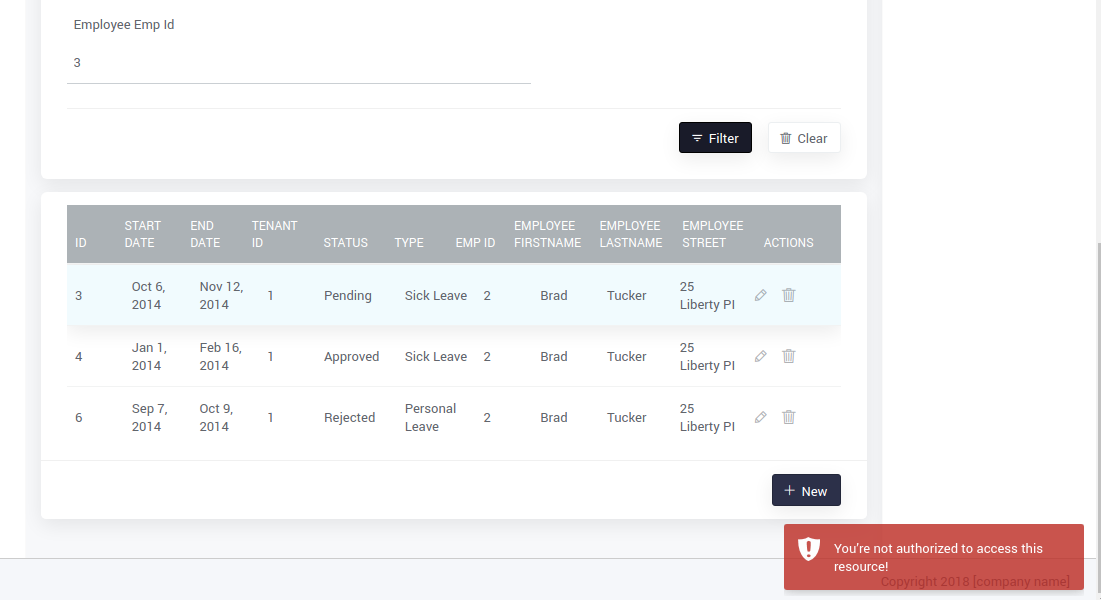 Employee Emp Id
3
Filter
Clear
ID START DATE END DATE TENANT ID STATUS TYPE EMP ID EMPLOYEE FIRSTNAME EMPLOYEE LASTNAME EMPLOYEE STREET ACTIONS
3 Oct 6, 2014 Nov 12, 2014 1 Pending Sick Leave 2 Brad Tucker 25 Liberty Pl
4 Jan 1, 2014 Feb 16, 2014 1 Approved Sick Leave 2 Brad Tucker 25 Liberty Pl
6 Sep 7, 2014 Oct 9, 2014 1 Rejected Personal Leave 2 Brad Tucker 25 Liberty Pl
+ New
You're not authorized to access this
resource!
Copyright 2018 [company name]